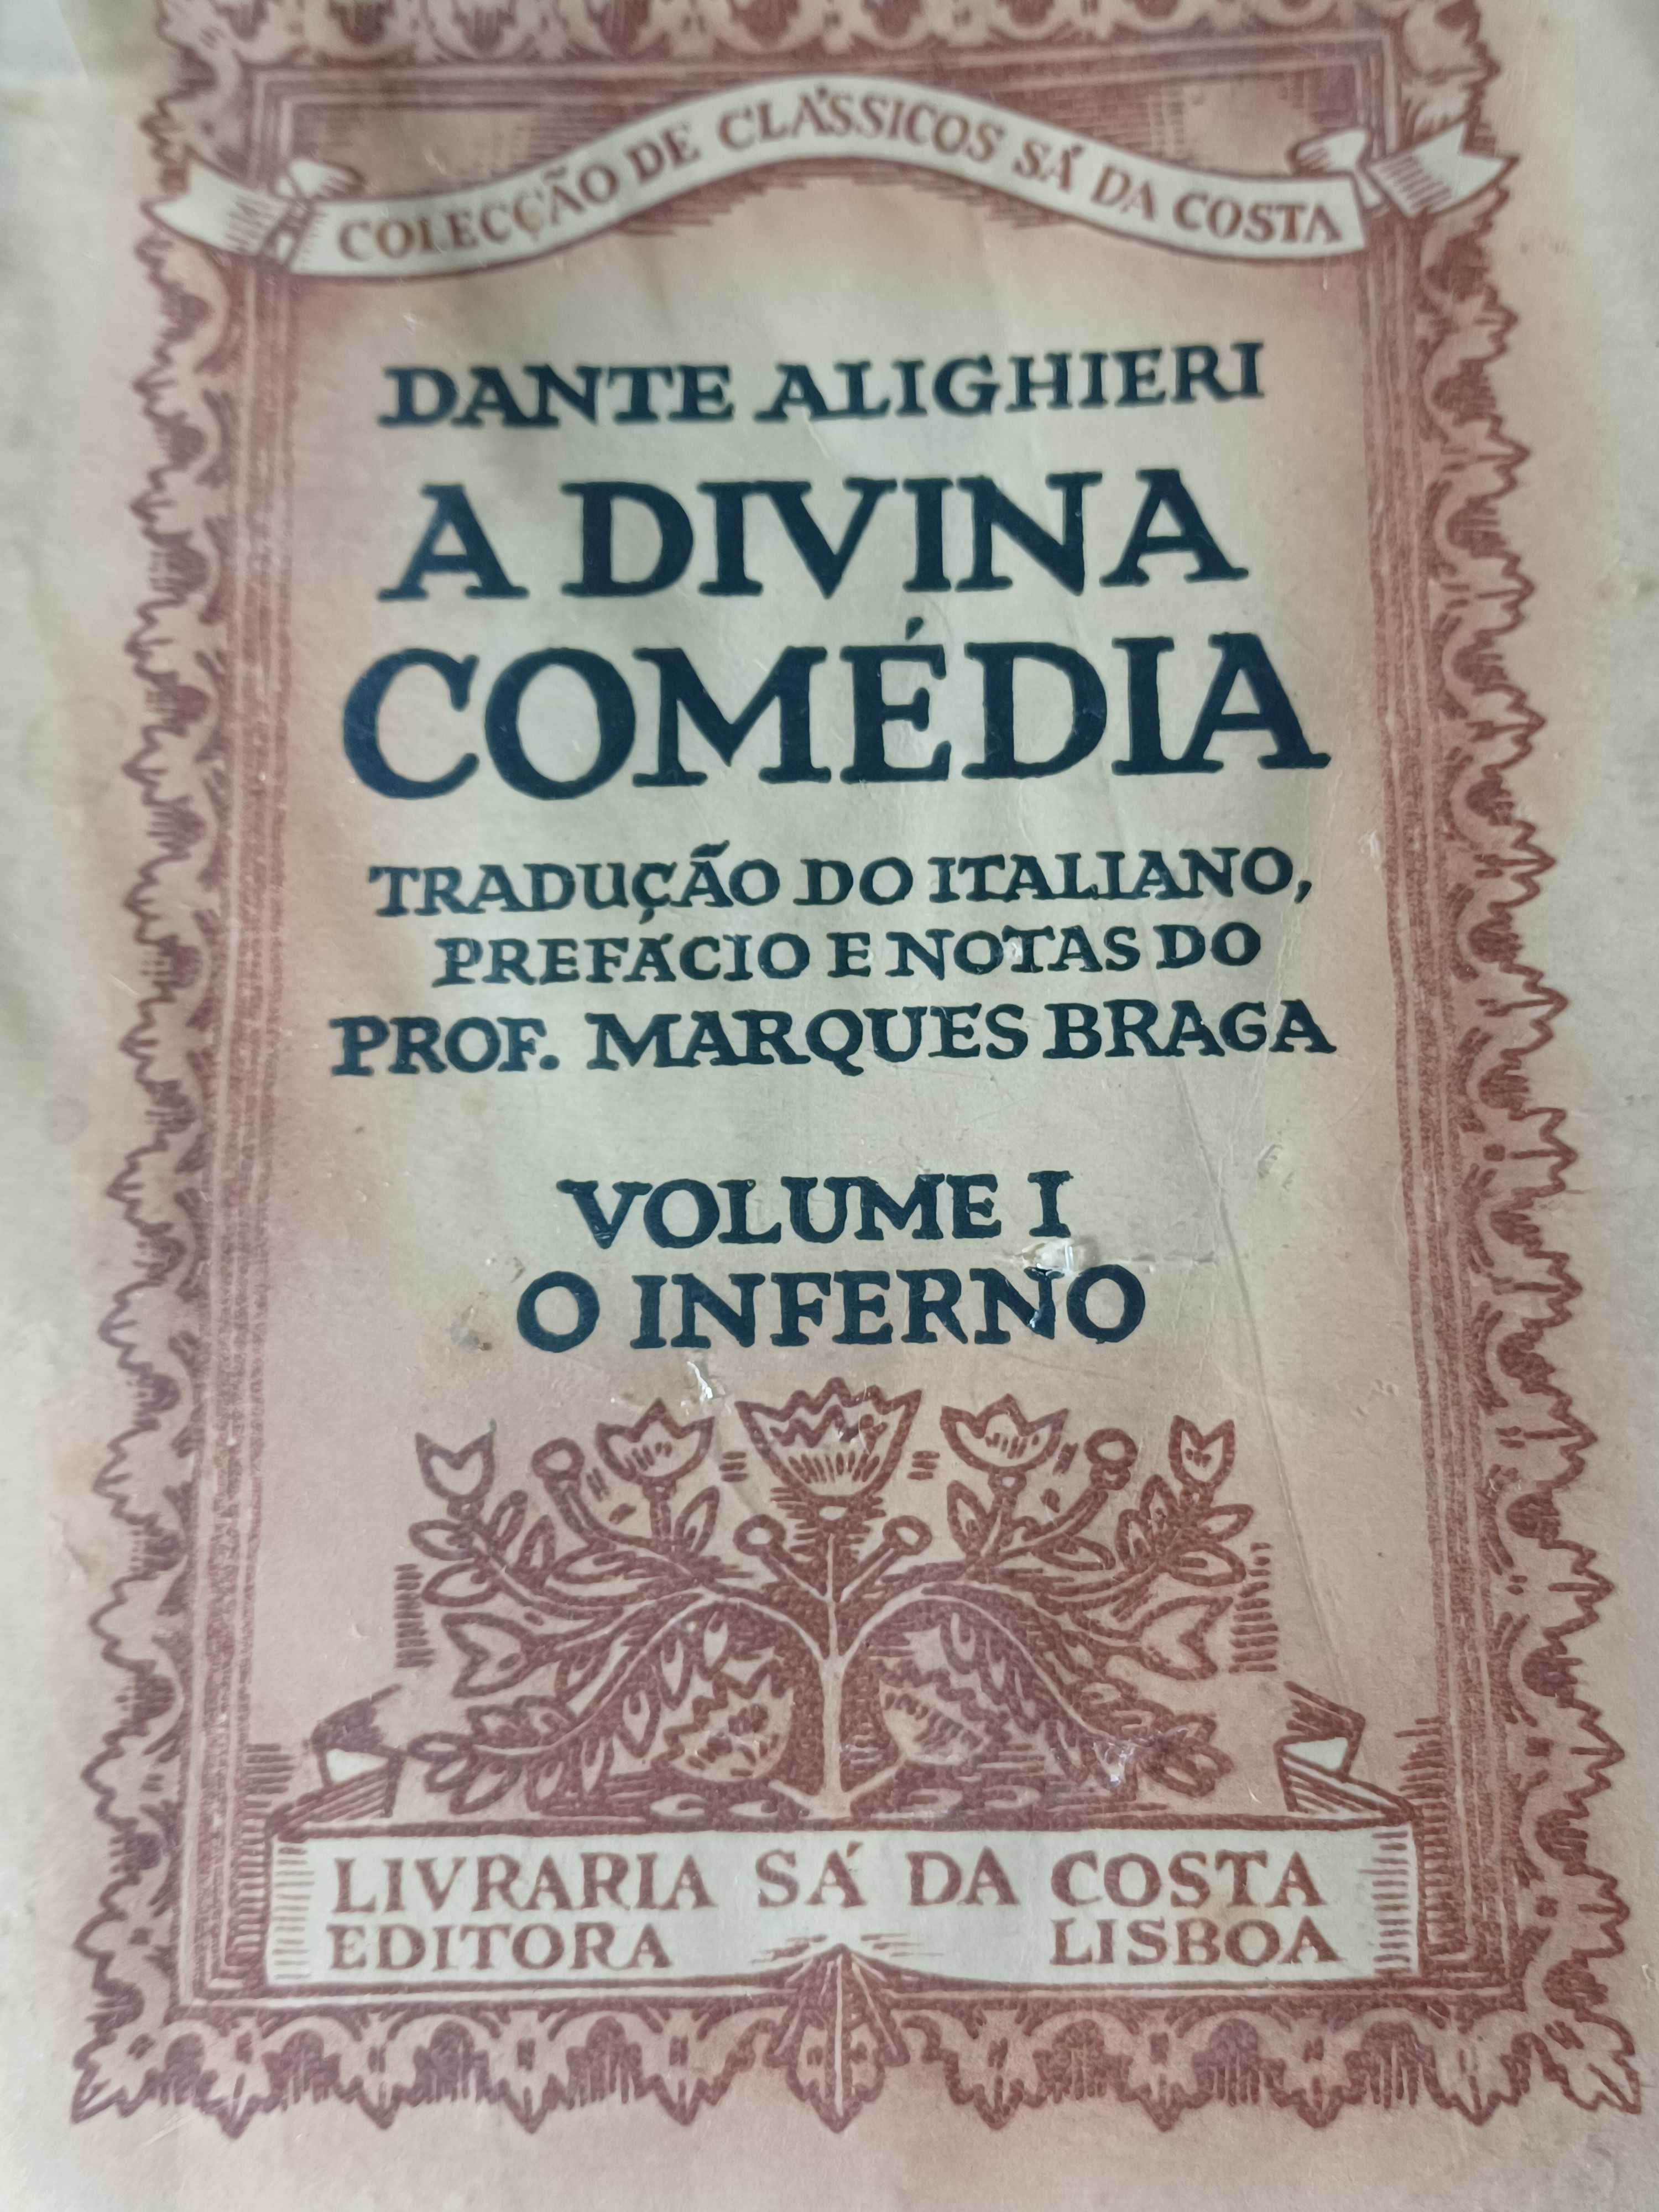 COLECÇÃO DE CLÁSSICOS SÁ DA COSTA
DANTE ALIGHIERI
A DIVINA
COMÉDIA
TRADUÇÃO DO ITALIANO,
PREFÁCIO E NOTAS DO
PROF. MARQUES BRAGA
VOLUME I
O INFERNO
LIVRARIA SÁ DA COSTA
EDITORA LISBOA